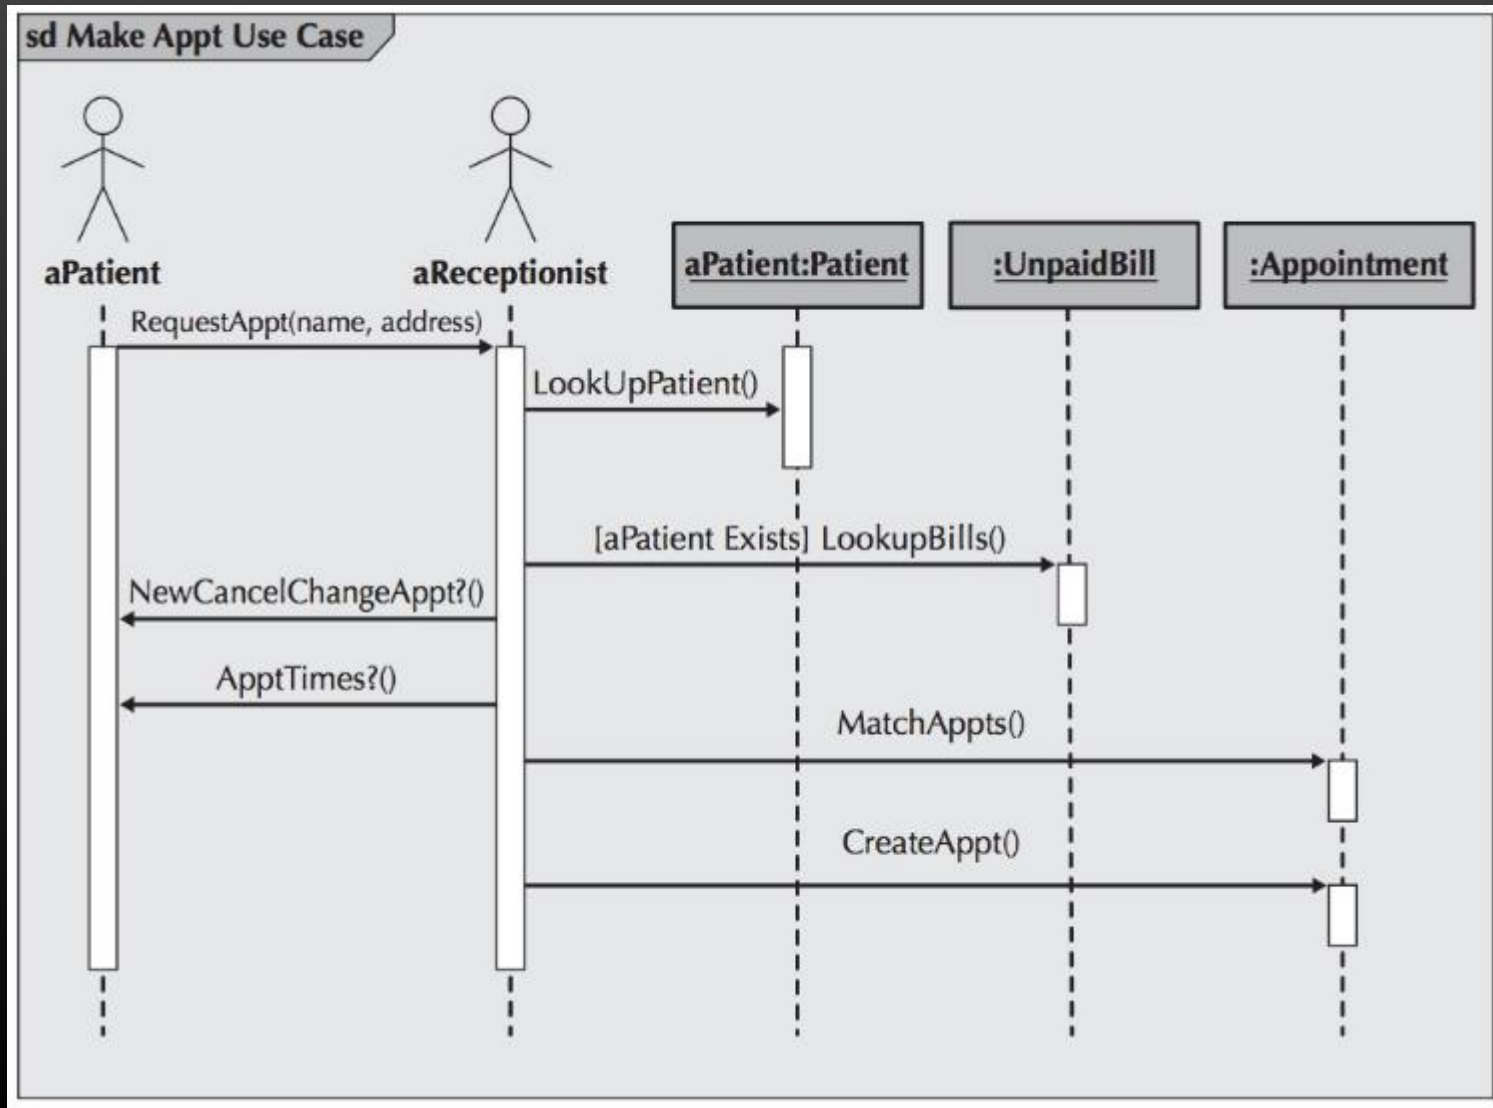 sd Make Appt Use Case
aPatient
aReceptionist
aPatient:Patient
:UnpaidBill
:Appointment
RequestAppt(name, address)
LookUpPatient()
[aPatient Exists] LookupBills()
NewCancelChangeAppt?()
ApptTimes?()
MatchAppts()
CreateAppt()